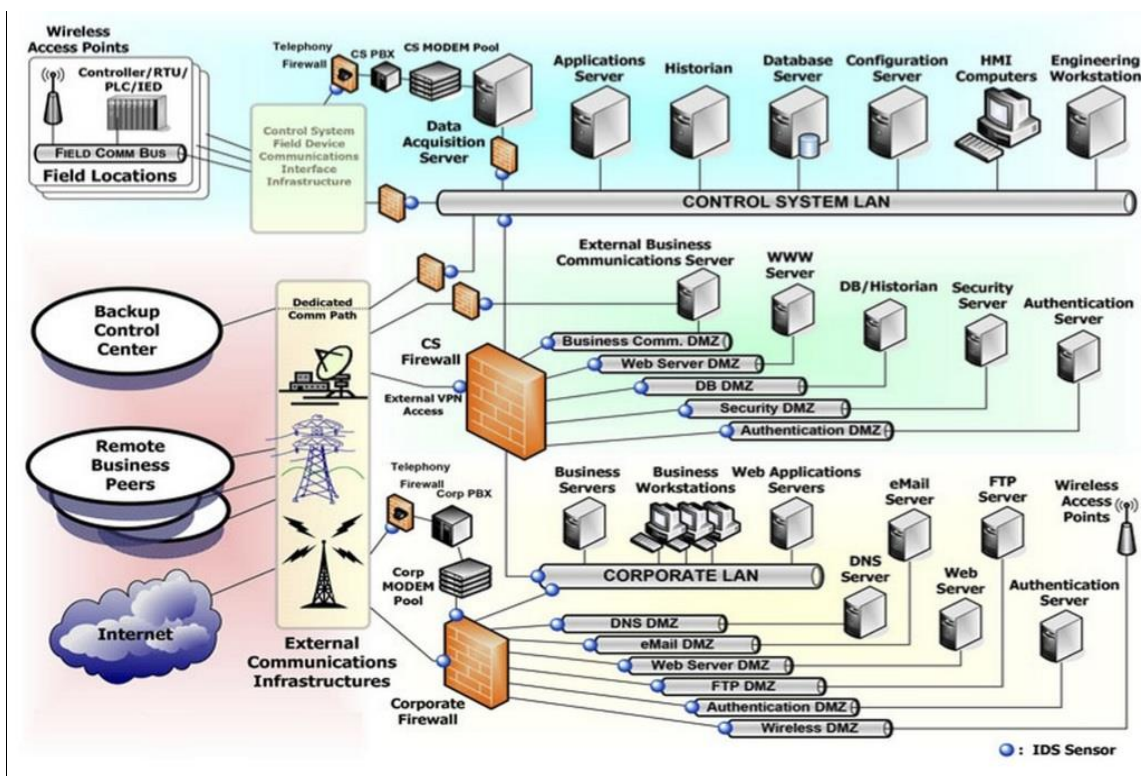 Wireless
Access Points
Controller/RTU/
PLC/IED
FIELD COMM BUS
Field Locations
Telephony
Firewall
CS PBX
CS MODEM Pool
Data
Acquisition
Server
Control System
Field Device
Communications
Interface
Infrastructure
Applications
Server
Historian
Database
Server
Configuration
Server
HMI
Computers
Engineering
Workstation
CONTROL SYSTEM LAN
Backup
Control
Center
Dedicated
Comm Path
External Business
Communications Server
WWW
Server
DB/Historian
Security
Server
Authentication
Server
CS
Firewall
External VPN
Access
Business Comm. DMZ
Web Server DMZ
DB DMZ
Security DMZ
Authentication DMZ
Remote
Business
Peers
Telephony
Firewall
Corp PBX
Corp
MODEM
Pool
Business
Servers
Business
Workstations
Web Applications
Servers
eMail
Server
FTP
Server
Wireless
Access
Points
CORPORATE LAN
DNS
Server
Web
Server
Authentication
Server
Internet
External
Communications
Infrastructures
Corporate
Firewall
DNS DMZ
eMail DMZ
Web Server DMZ
FTP DMZ
Authentication DMZ
Wireless DMZ
: IDS Sensor